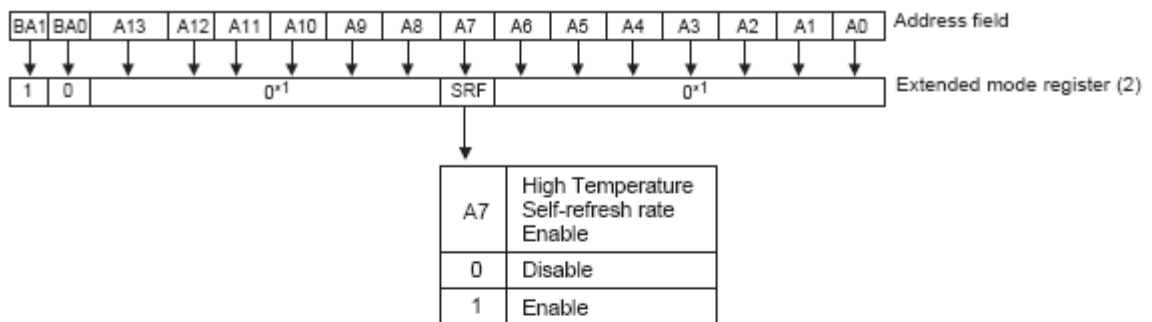 BA1 BA0 A13 A12 A11 A10 A9 A8 A7 A6 A5 A4 A3 A2 A1 A0 Address field
1 0 0*1 SRF 0*1 Extended mode register (2)
A7 High Temperature
Self-refresh rate
Enable
0 Disable
1 Enable